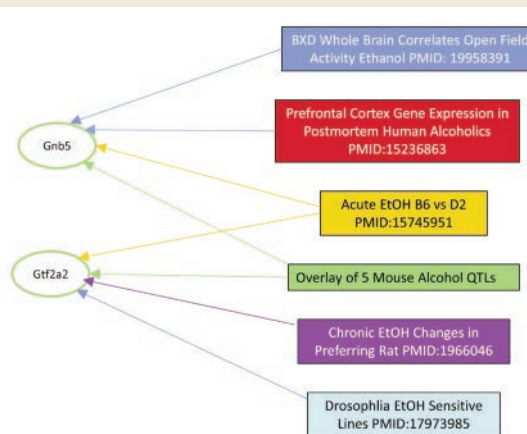 BXD Whole Brain Correlates Open Field
Activity Ethanol PMID: 19958391
Prefrontal Cortex Gene Expression in
Postmortem Human Alcoholics
PMID:15236863
Gnb5
Acute EtOH B6 vs D2
PMID:15745951
Gtf2a2
Overlay of 5 Mouse Alcohol QTLs
Chronic EtOH Changes in
Preferring Rat PMID:1966046
Drosophlia EtOH Sensitive
Lines PMID:17973985